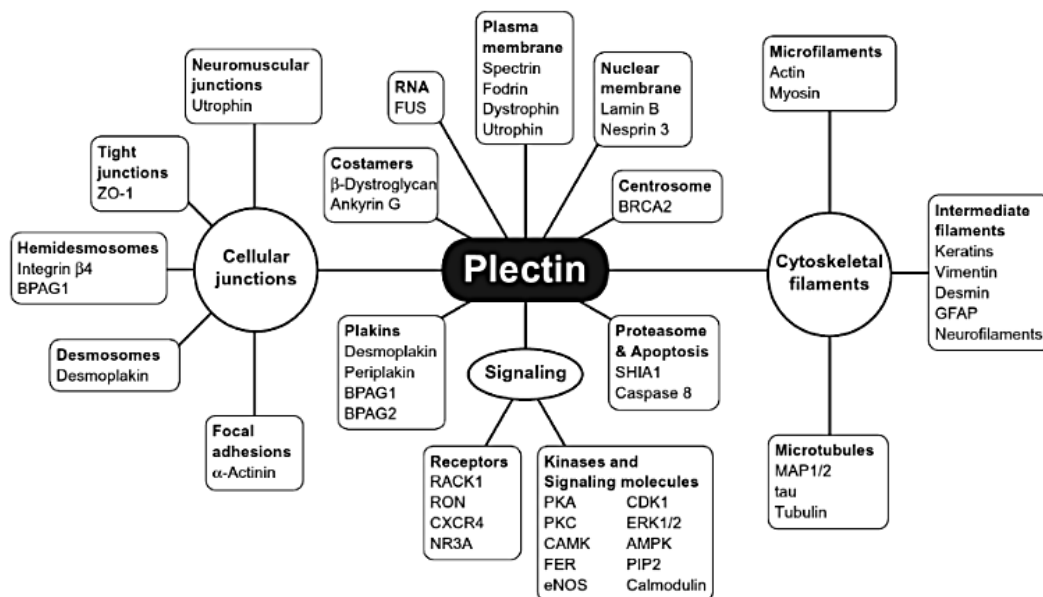 Neuromuscular
junctions
Utrophin
Tight
junctions
ZO-1
Hemidesmosomes
Integrin β4
BPAG1
Desmosomes
Desmoplakin
Focal
adhesions
α-Actinin
Cellular
junctions
RNA
FUS
Costamers
β-Dystroglycan
Ankyrin G
Plasma
membrane
Spectrin
Fodrin
Dystrophin
Utrophin
Nuclear
membrane
Lamin B
Nesprin 3
Centrosome
BRCA2
Plectin
Plakins
Desmoplakin
Periplakin
BPAG1
BPAG2
Signaling
Proteasome
& Apoptosis
SHIA1
Caspase 8
Receptors
RACK1
RON
CXCR4
NR3A
Kinases and
Signaling molecules
PKA CDK1
PKC ERK1/2
CAMK AMPK
FER PIP2
eNOS Calmodulin
Microfilaments
Actin
Myosin
Cytoskeletal
filaments
Intermediate
filaments
Keratins
Vimentin
Desmin
GFAP
Neurofilaments
Microtubules
MAP1/2
tau
Tubulin